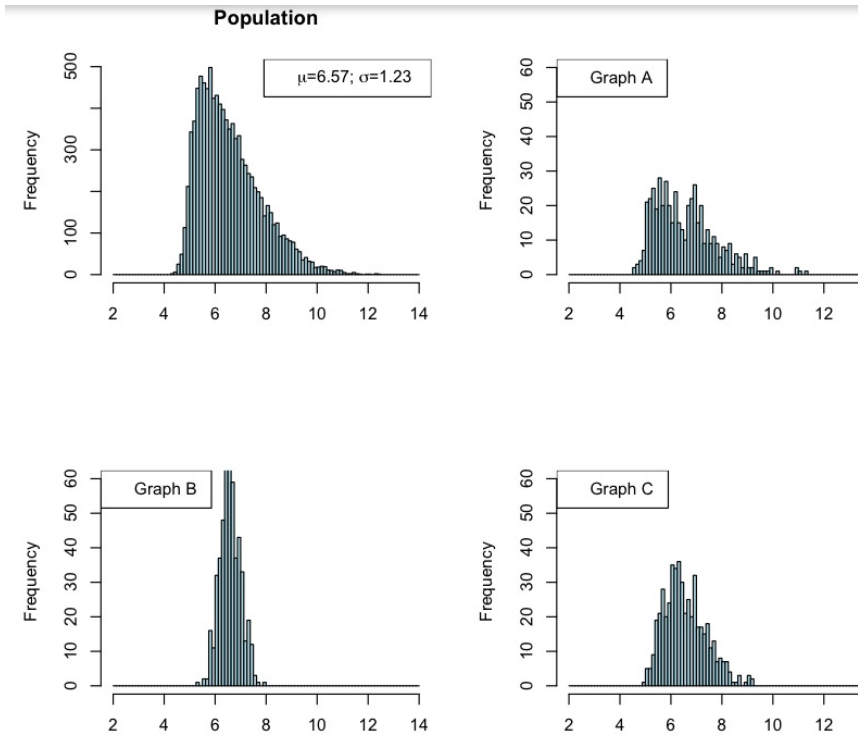 Population
μ=6.57; σ=1.23
Frequency
0 100 300 500
2 4 6 8 10 12 14
Graph A
Frequency
0 10 20 30 40 50 60
2 4 6 8 10 12
Graph B
Frequency
0 10 20 30 40 50 60
2 4 6 8 10 12 14
Graph C
Frequency
0 10 20 30 40 50 60
2 4 6 8 10 12